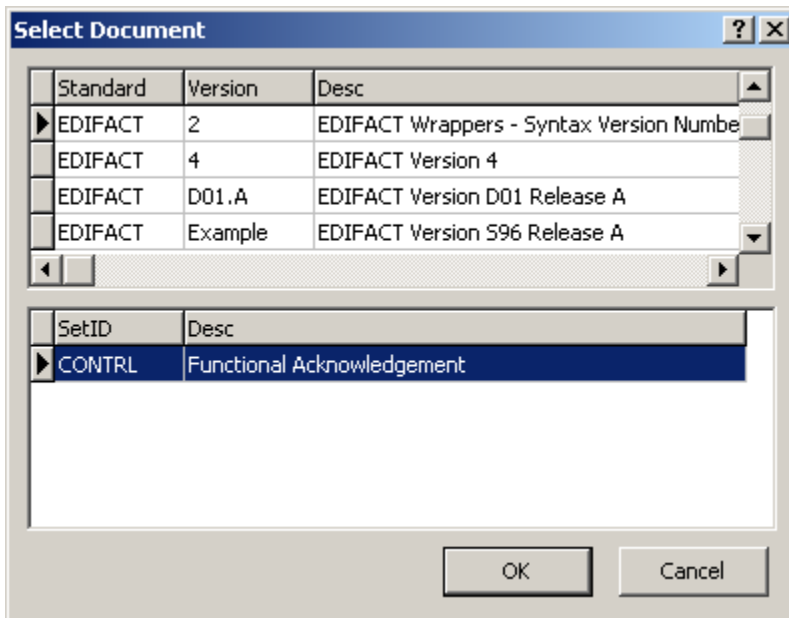 Select Document
Standard Version Desc
EDIFACT 2 EDIFACT Wrappers - Syntax Version Numbe
EDIFACT 4 EDIFACT Version 4
EDIFACT D01.A EDIFACT Version D01 Release A
EDIFACT Example EDIFACT Version S96 Release A
SetID Desc
CONTRL Functional Acknowledgement
OK Cancel